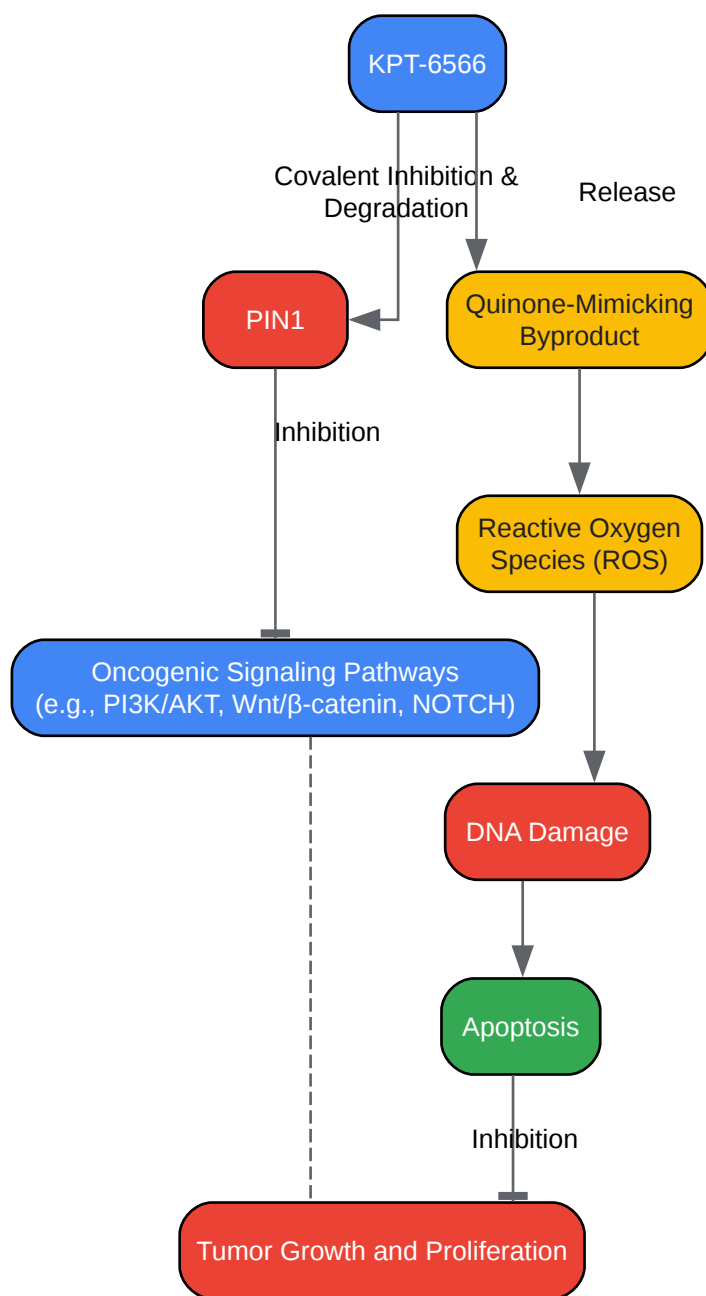 KPT-6566
Covalent Inhibition &
Degradation
Release
PIN1
Quinone-Mimicking
Byproduct
Inhibition
Reactive Oxygen
Species (ROS)
Oncogenic Signaling Pathways
(e.g., PI3K/AKT, Wnt/β-catenin, NOTCH)
DNA Damage
Apoptosis
Inhibition
Tumor Growth and Proliferation